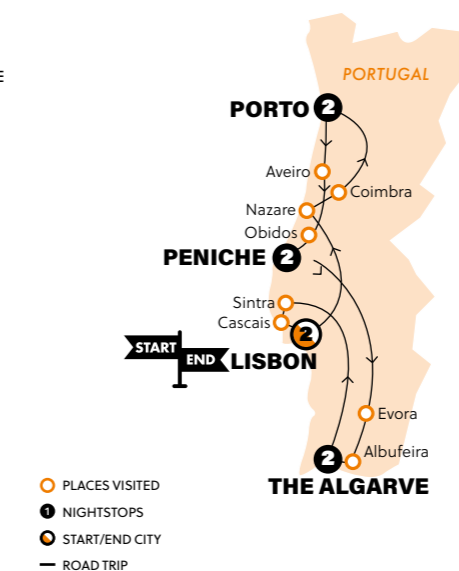 E
PORTUGAL
PORTO 2
Aveiro
Coimbra
Nazare
Obidos
PENICHE 2
Sintra
Cascais
2
START
END LISBON
Evora
Albufeira
2
THE ALGARVE
PLACES VISITED
1 NIGHTSTOPS
START/END CITY
ROAD TRIP